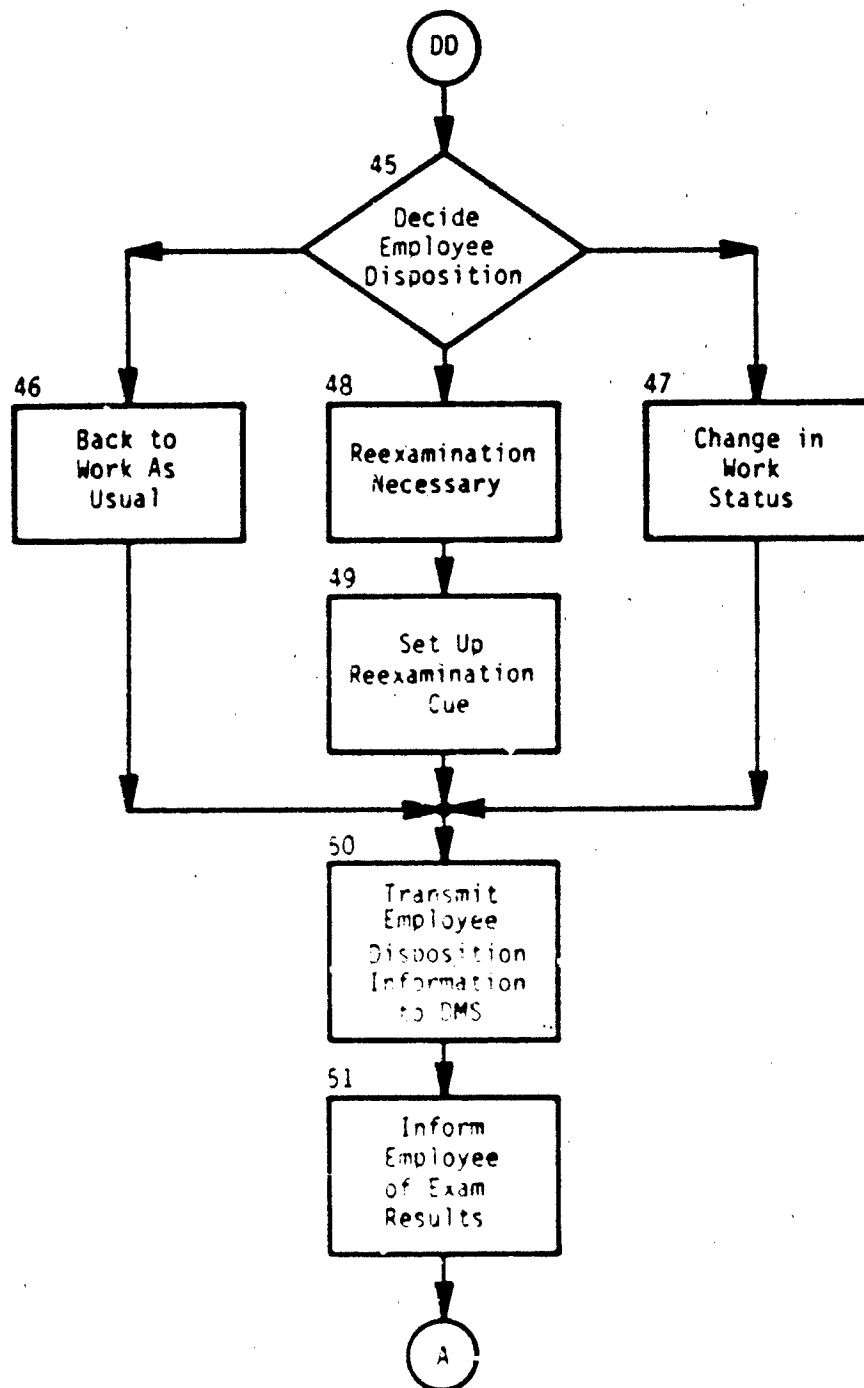 DD
45
Decide
Employee
Disposition
46
Back to
Work As
Usual
48
Reexamination
Necessary
47
Change in
Work
Status
49
Set Up
Reexamination
Cue
50
Transmit
Employee
Disposition
Information
to DMS
51
Inform
Employee
of Exam
Results
A